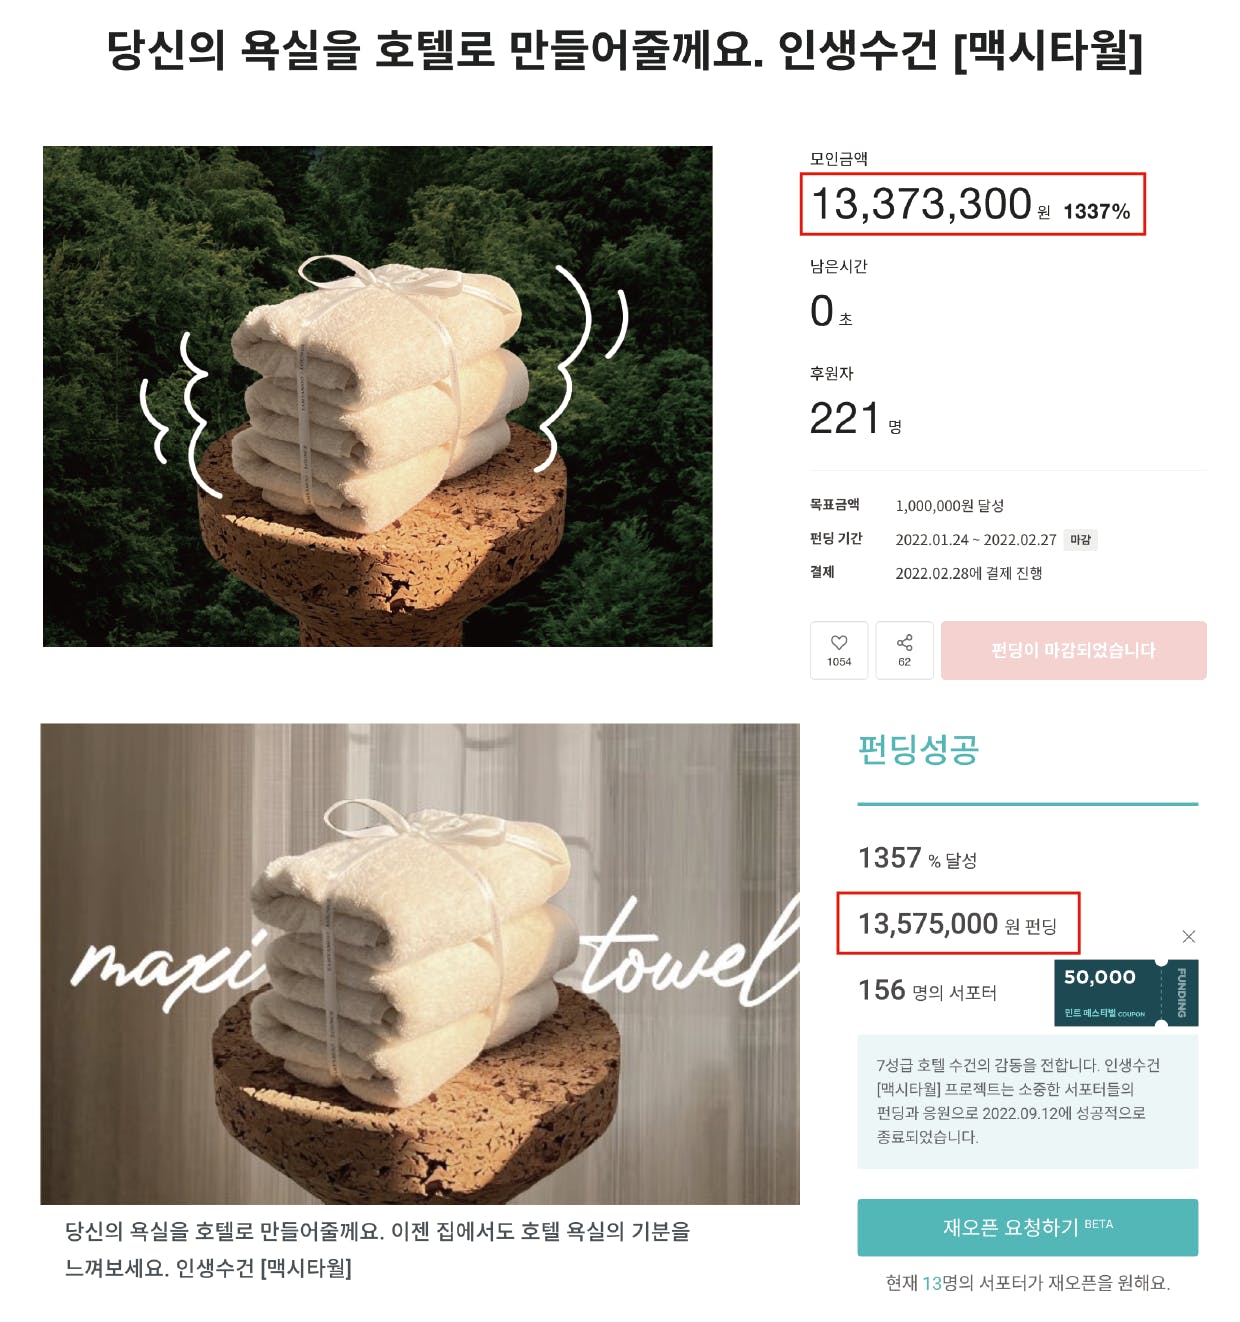 당신의 욕실을 호텔로 만들어줄께요. 인생수건 [맥시타월]
모인금액
13,373,300 원 1337%
남은시간
0 초
후원자
221 명
목표금액 1,000,000원 달성
펀딩 기간 2022.01.24 ~ 2022.02.27 마감
결제 2022.02.28에 결제 진행
1054
62
펀딩이 마감되었습니다
maxi towel
펀딩성공
1357 % 달성
13,575,000 원 펀딩
156 명의 서포터
50,000
민트 페스티벌 COUPON
FUNDING
7성급 호텔 수건의 감동을 전합니다. 인생수건
[맥시타월] 프로젝트는 소중한 서포터들의
펀딩과 응원으로 2022.09.12에 성공적으로
종료되었습니다.
재오픈 요청하기 BETA
현재 13명의 서포터가 재오픈을 원해요.
당신의 욕실을 호텔로 만들어줄께요. 이젠 집에서도 호텔 욕실의 기분을
느껴보세요. 인생수건 [맥시타월]